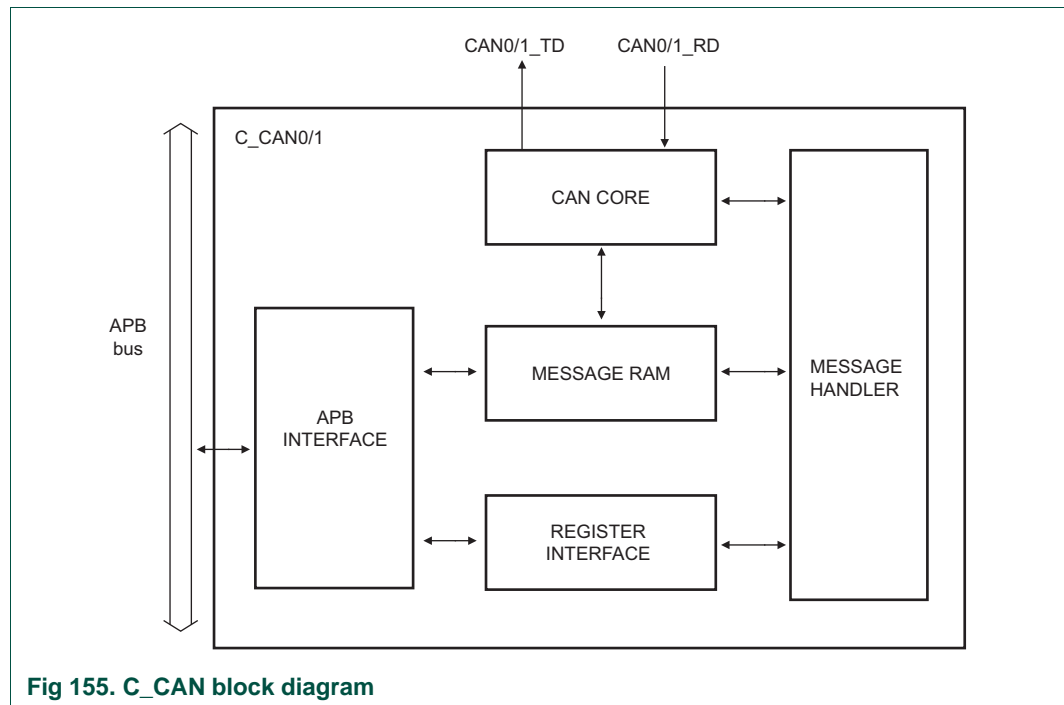 CAN0/1_TD
CAN0/1_RD
C_CAN0/1
CAN CORE
APB
bus
APB
INTERFACE
MESSAGE RAM
MESSAGE
HANDLER
REGISTER
INTERFACE
Fig 155. C_CAN block diagram